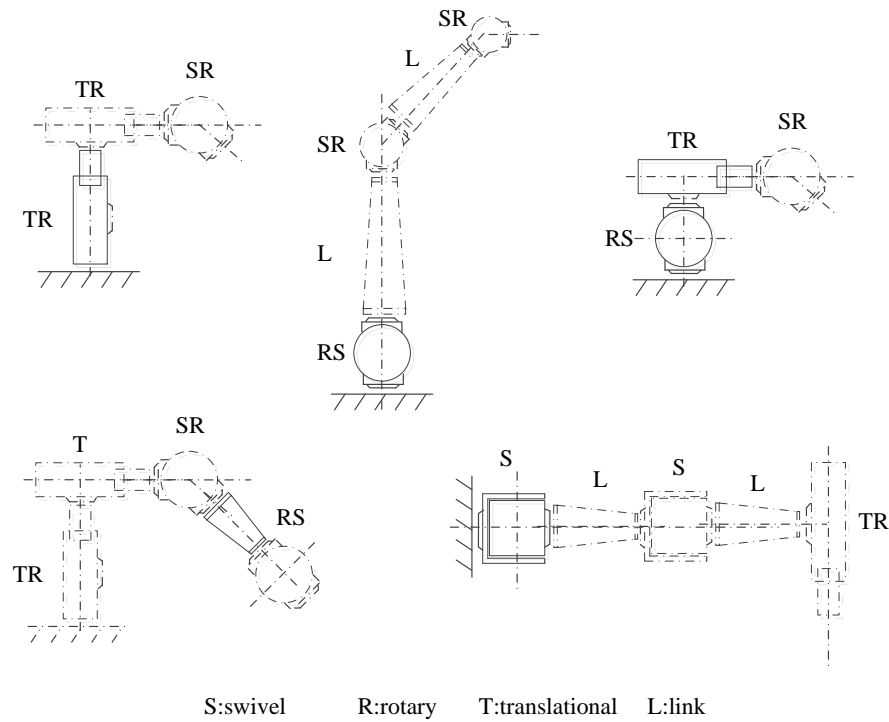 TR
SR
TR
SR
L
SR
L
RS
TR
SR
RS
T
SR
RS
TR
S
L
S
L
TR
S:swivel R:rotary T:translational L:link